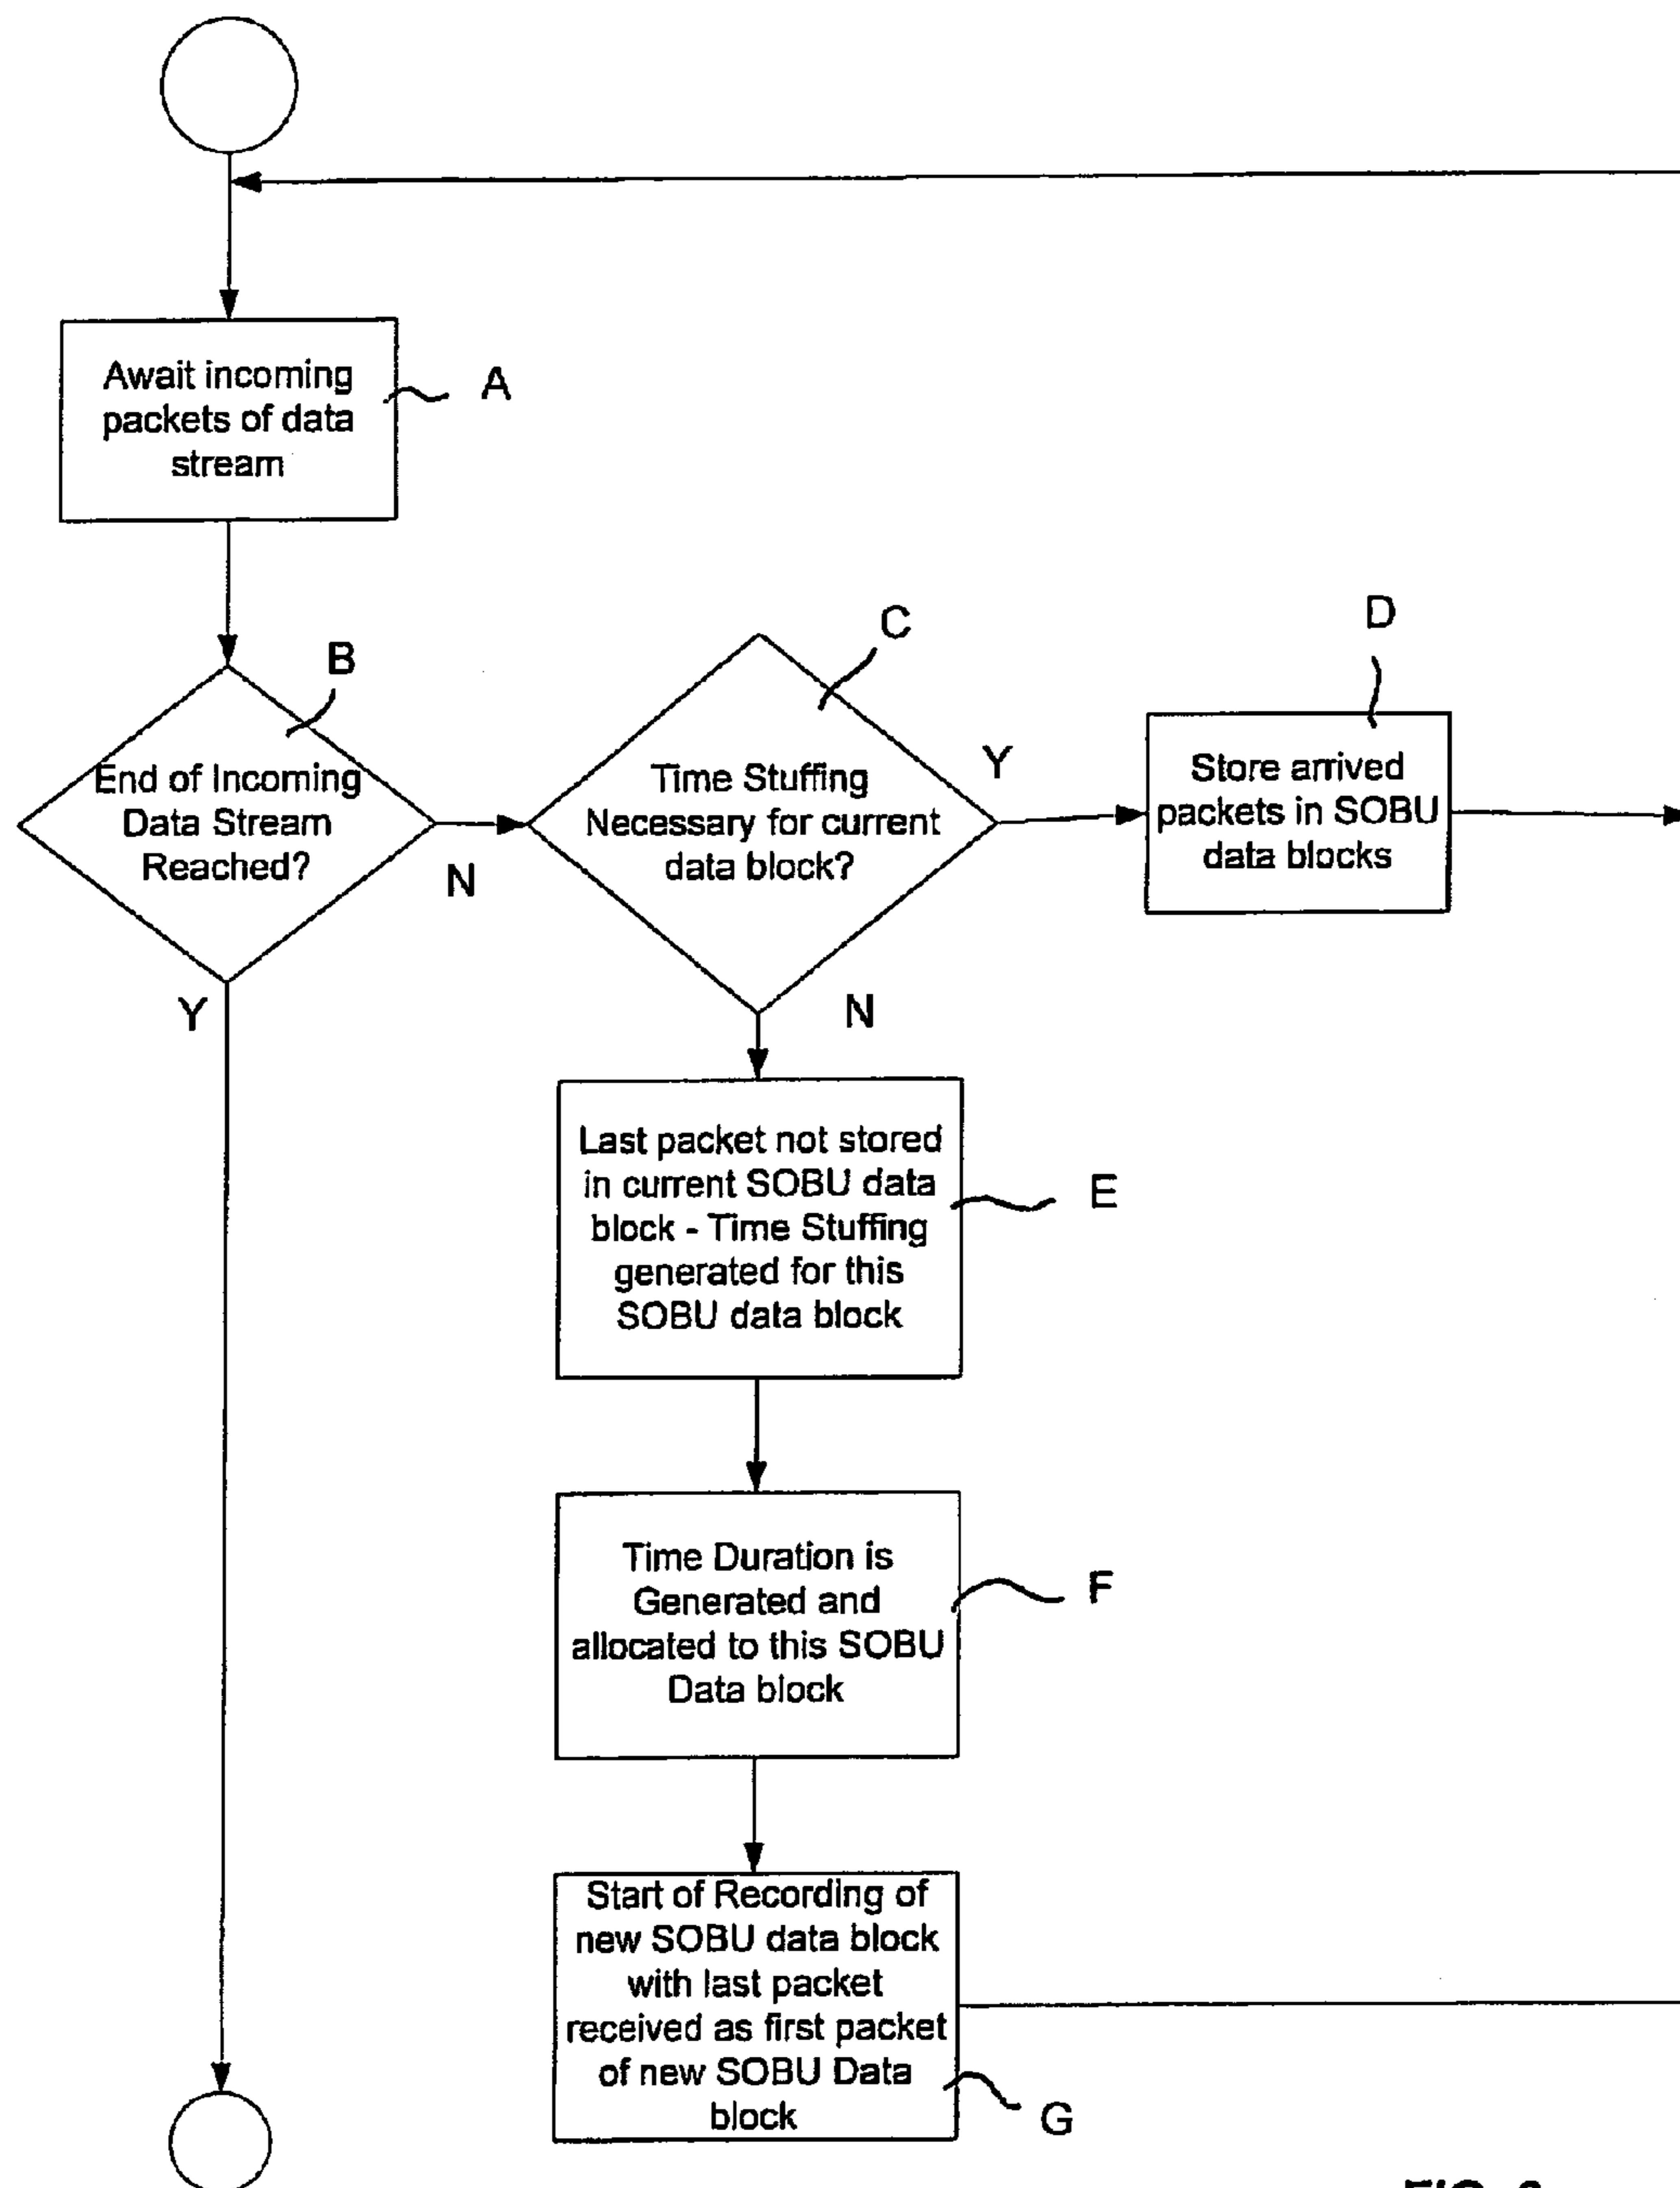 Await incoming
packets of data
stream
A
B
End of Incoming
Data Stream
Reached?
N
Y
C
Time Stuffing
Necessary for current
data block?
Y
N
D
Store arrived
packets in SOBU
data blocks
Last packet not stored
in current SOBU data
block - Time Stuffing
generated for this
SOBU data block
E
Time Duration is
Generated and
allocated to this SOBU
Data block
F
Start of Recording of
new SOBU data block
with last packet
received as first packet
of new SOBU Data
block
G